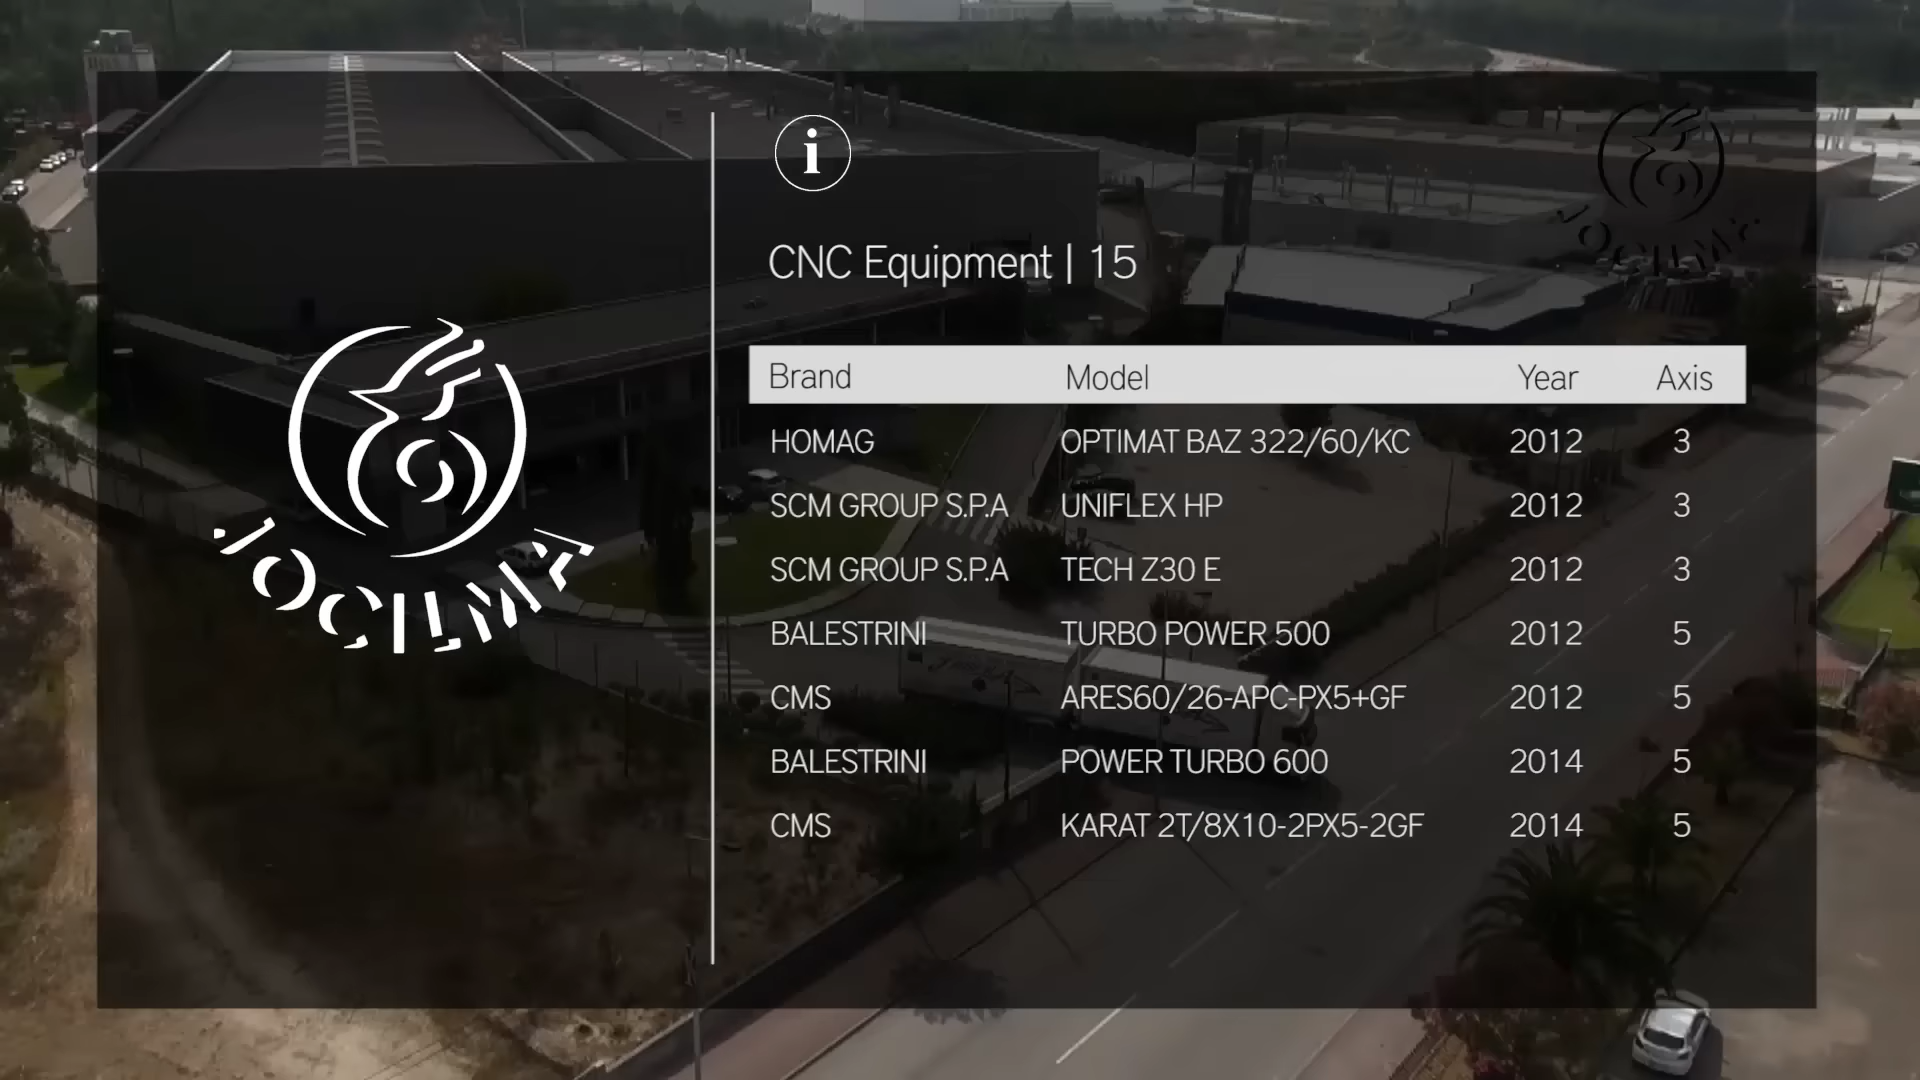 JOCILMA
i
CNC Equipment | 15
Brand Model Year Axis
HOMAG OPTIMAT BAZ 322/60/KC 2012 3
SCM GROUP S.P.A UNIFLEX HP 2012 3
SCM GROUP S.P.A TECH Z30 E 2012 3
BALESTRINI TURBO POWER 500 2012 5
CMS ARES60/26-APC-PX5+GF 2012 5
BALESTRINI POWER TURBO 600 2014 5
CMS KARAT 2T/8X10-2PX5-2GF 2014 5
JOCILMA